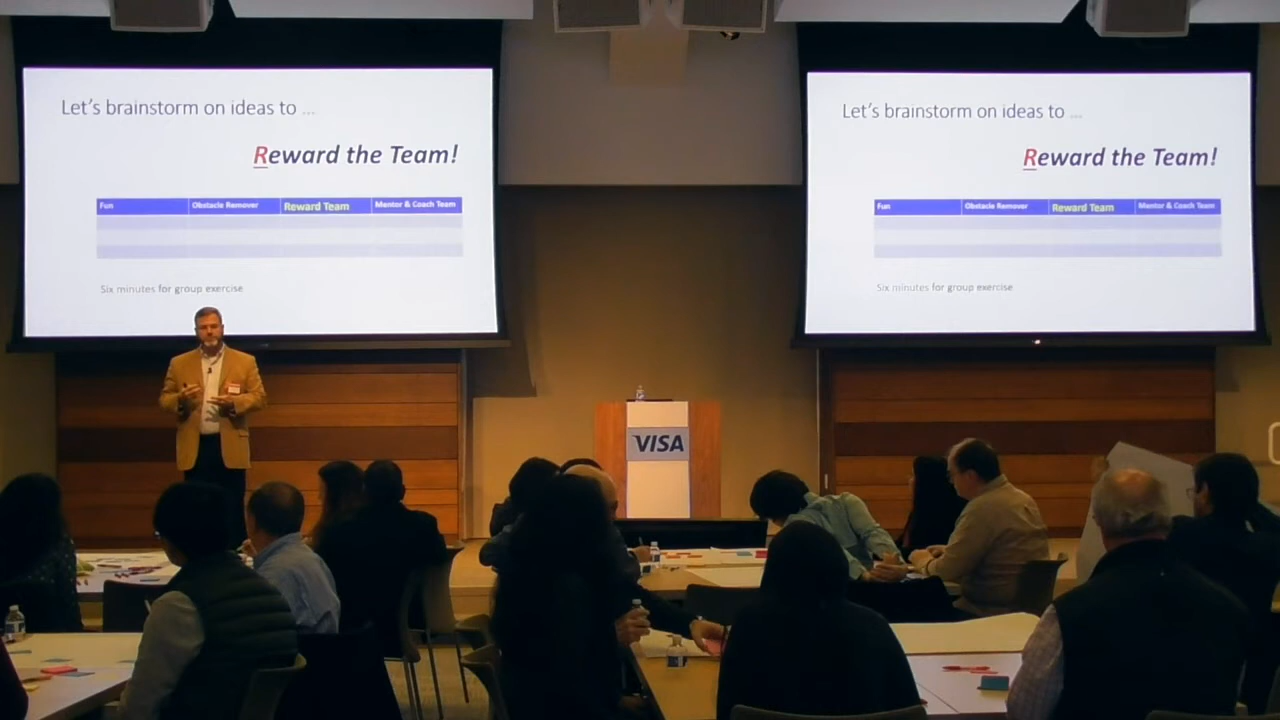 Let's brainstorm on ideas to ...
Reward the Team!
Fun Obstacle Remover Reward Team Mentor & Coach Team
Six minutes for group exercise
Let's brainstorm on ideas to ...
Reward the Team!
Fun Obstacle Remover Reward Team Mentor & Coach Team
Six minutes for group exercise
VISA